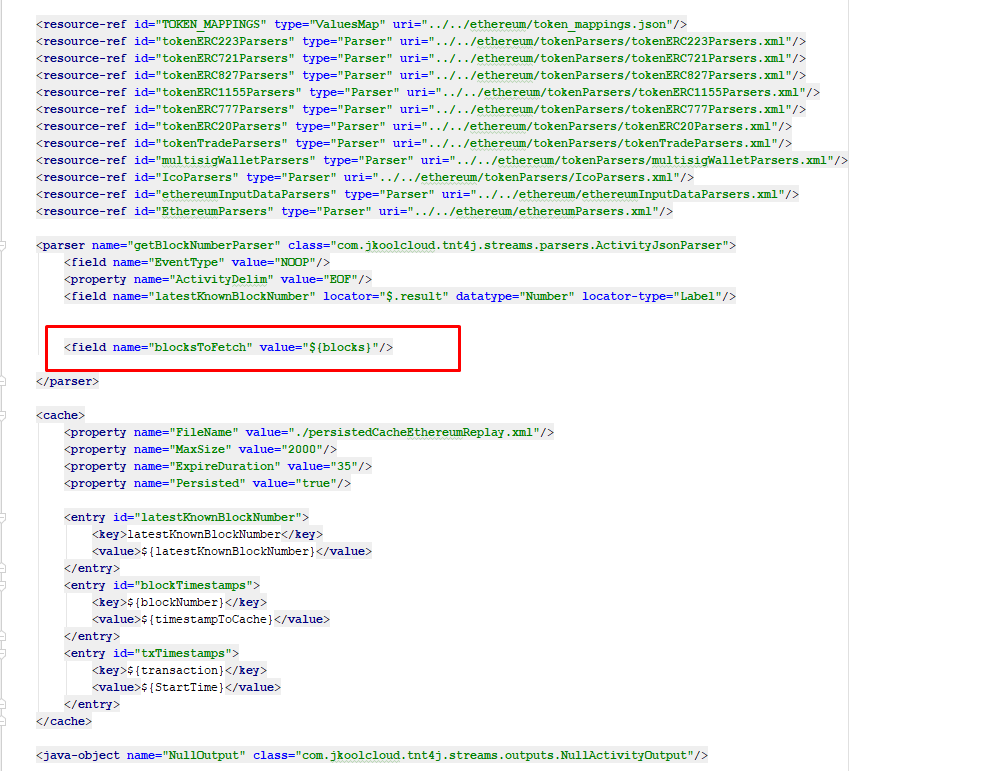 <resource-ref id="TOKEN_MAPPINGS" type="ValuesMap" uri="../../ethereum/token_mappings.json"/>
<resource-ref id="tokenERC223Parsers" type="Parser" uri="../../ethereum/tokenParsers/tokenERC223Parsers.xml"/>
<resource-ref id="tokenERC721Parsers" type="Parser" uri="../../ethereum/tokenParsers/tokenERC721Parsers.xml"/>
<resource-ref id="tokenERC827Parsers" type="Parser" uri="../../ethereum/tokenParsers/tokenERC827Parsers.xml"/>
<resource-ref id="tokenERC1155Parsers" type="Parser" uri="../../ethereum/tokenParsers/tokenERC1155Parsers.xml"/>
<resource-ref id="tokenERC777Parsers" type="Parser" uri="../../ethereum/tokenParsers/tokenERC777Parsers.xml"/>
<resource-ref id="tokenERC20Parsers" type="Parser" uri="../../ethereum/tokenParsers/tokenERC20Parsers.xml"/>
<resource-ref id="tokenTradeParsers" type="Parser" uri="../../ethereum/tokenParsers/tokenTradeParsers.xml"/>
<resource-ref id="multisigWalletParsers" type="Parser" uri="../../ethereum/tokenParsers/multisigWalletParsers.xml"/>
<resource-ref id="IcoParsers" type="Parser" uri="../../ethereum/tokenParsers/IcoParsers.xml"/>
<resource-ref id="ethereumInputDataParsers" type="Parser" uri="../../ethereum/ethereumInputDataParsers.xml"/>
<resource-ref id="EthereumParsers" type="Parser" uri="../../ethereum/ethereumParsers.xml"/>
<parser name="getBlockNumberParser" class="com.jkoolcloud.tnt4j.streams.parsers.ActivityJsonParser">
<field name="EventType" value="NOOP"/>
<property name="ActivityDelim" value="EOF"/>
<field name="latestKnownBlockNumber" locator="$.result" datatype="Number" locator-type="Label"/>
<field name="blocksToFetch" value="${blocks}"/>
</parser>
<cache>
<property name="FileName" value="./persistedCacheEthereumReplay.xml"/>
<property name="MaxSize" value="2000"/>
<property name="ExpireDuration" value="35"/>
<property name="Persisted" value="true"/>
<entry id="latestKnownBlockNumber">
<key>latestKnownBlockNumber</key>
<value>${latestKnownBlockNumber}</value>
</entry>
<entry id="blockTimestamps">
<key>${blockNumber}</key>
<value>${timestampToCache}</value>
</entry>
<entry id="txTimestamps">
<key>${transaction}</key>
<value>${StartTime}</value>
</entry>
</cache>
<java-object name="NullOutput" class="com.jkoolcloud.tnt4j.streams.outputs.NullActivityOutput"/>